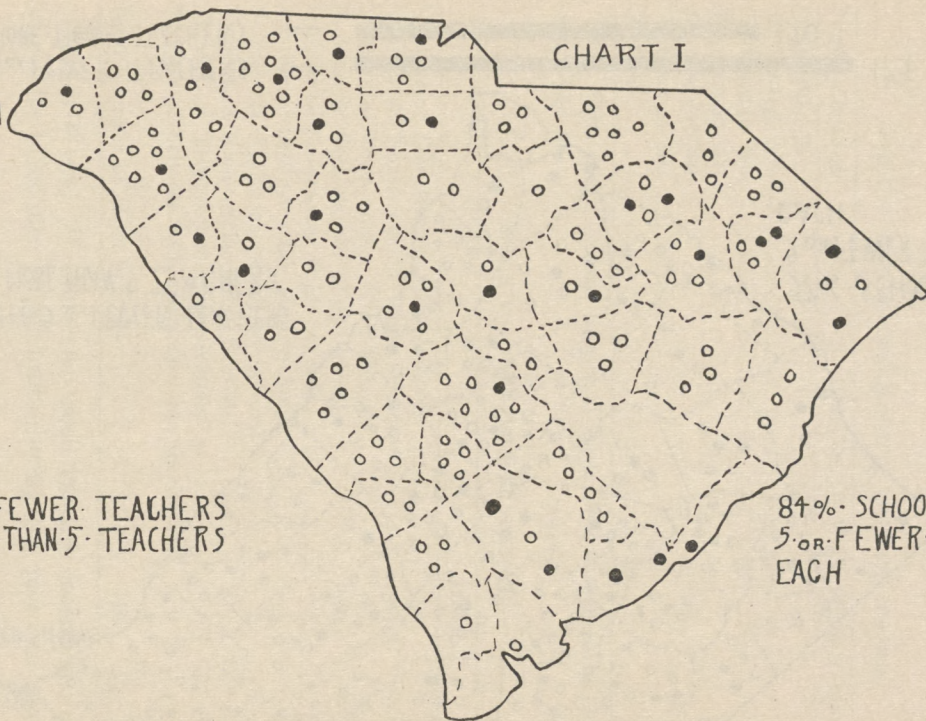 CHART I
FEWER TEACHERS
THAN·5· TEACHERS
84%· SCHOO
5·OR·FEWER·
EACH